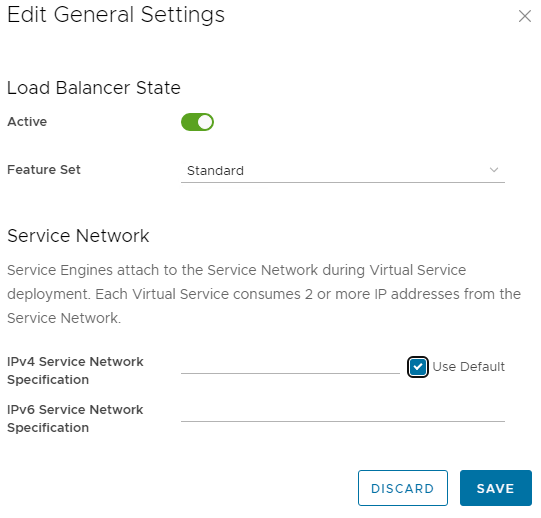 Edit General Settings
Load Balancer State
Active
Feature Set
Standard
Service Network
Service Engines attach to the Service Network during Virtual Service
deployment. Each Virtual Service consumes 2 or more IP addresses from the
Service Network.
IPv4 Service Network
Specification
Use Default
IPv6 Service Network
Specification
DISCARD
SAVE